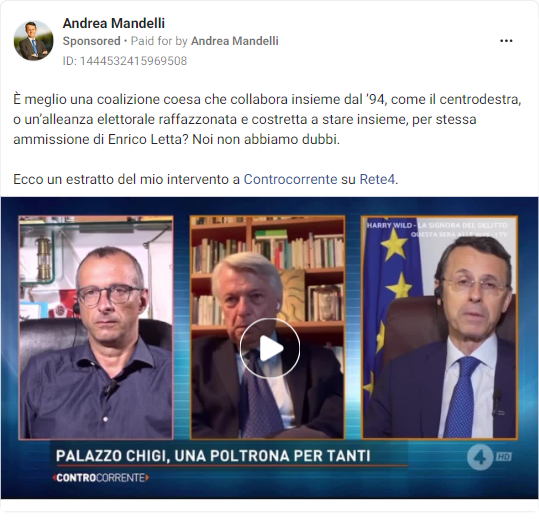 Andrea Mandelli
Sponsored • Paid for by Andrea Mandelli
ID: 1444532415969508
È meglio una coalizione coesa che collabora insieme dal ’94, come il centrodestra,
o un’alleanza elettorale raffazzonata e costretta a stare insieme, per stessa
ammissione di Enrico Letta? Noi non abbiamo dubbi.
Ecco un estratto del mio intervento a Controcorrente su Rete4.
HARRY WILD - LA SIGNORA DEL DELITTO
QUESTA SERA ALLE
PALAZZO CHIGI, UNA POLTRONA PER TANTI
CONTROCORRENTE
4 HD